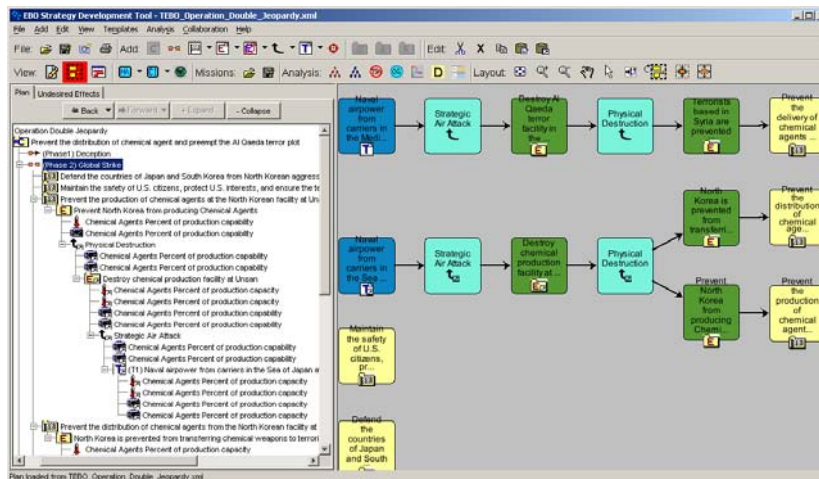 EBO Strategy Development Tool - TEBO_Operation_Double_Jeopardy.xml
File Add Edit View Templates Analysis Collaboration Help
File: Add: Edit:
View: Missions: Analysis: Layout:
Plan Undesired Effects
Back Forward + Expand - Collapse
Operation Double Jeopardy
Prevent the distribution of chemical agent and preempt the Al Qaeda terror plot
(Phase1) Deception
(Phase 2) Global Strike
Defend the countries of Japan and South Korea from North Korean aggress
Maintain the safety of U.S. citizens, protect U.S. interests, and ensure the te
Prevent the production of chemical agents at the North Korean facility at Uns
Prevent North Korea from producing Chemical Agents
Chemical Agents Percent of production capability
Chemical Agents Percent of production capability
Physical Destruction
Chemical Agents Percent of production capability
Destroy chemical production facility at Unsan
Chemical Agents Percent of production capacity
Chemical Agents Percent of production capacity
Chemical Agents Percent of production capability
Chemical Agents Percent of production capacity
Strategic Air Attack
Chemical Agents Percent of production capability
Chemical Agents Percent of production capacity
(T1) Naval airpower from carriers in the Sea of Japan a
Chemical Agents Percent of production capacity
Chemical Agents Percent of production capacity
Chemical Agents Percent of production capability
Chemical Agents Percent of production capacity
Prevent the distribution of chemical agents from the North Korean facility at
North Korea is prevented from transferring chemical weapons to terrori
Chemical Agents Percent of production capacity
Plan loaded from TEBO_Operation_Double_Jeopardy.xml
Naval
airpower
from
carriers in
the Medi...
Strategic
Air Attack
Destroy Al
Qaeda
terror
facility in
the ...
Physical
Destruction
Terrorists
based in
Syria are
prevented
Prevent
the
delivery of
chemical
agents ...
Naval
airpower
from
carriers in
the Sea ...
Strategic
Air Attack
Destroy
chemical
production
facility at ...
Physical
Destruction
North
Korea is
prevented
from
transferri...
Prevent
the
distribution
of chemical
age...
Prevent
North
Korea from
producing
Chemi...
Prevent
the
production
of chemical
agent...
Maintain
the safety
of U.S.
citizens,
pr...
Defend
the
countries
of Japan
and South